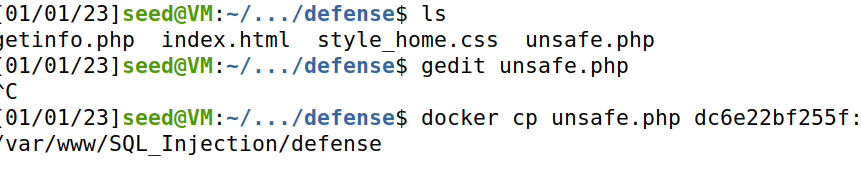 [01/01/23]seed@VM:~/.../defense$ ls
getinfo.php  index.html  style_home.css  unsafe.php
[01/01/23]seed@VM:~/.../defense$ gedit unsafe.php
^C
[01/01/23]seed@VM:~/.../defense$ docker cp unsafe.php dc6e22bf255f:
/var/www/SQL_Injection/defense